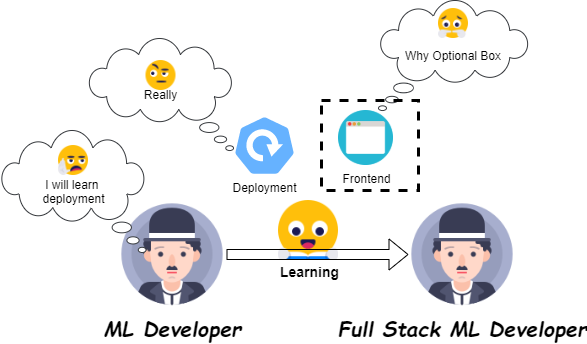 Why Optional Box
Really
I will learn
deployment
Deployment
Frontend
Learning
ML Developer
Full Stack ML Developer